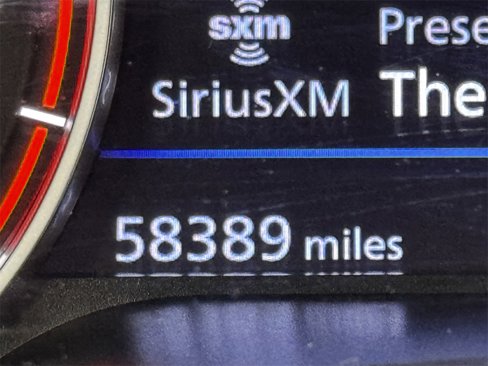 sxm
SiriusXM
Prese
The
58389 miles